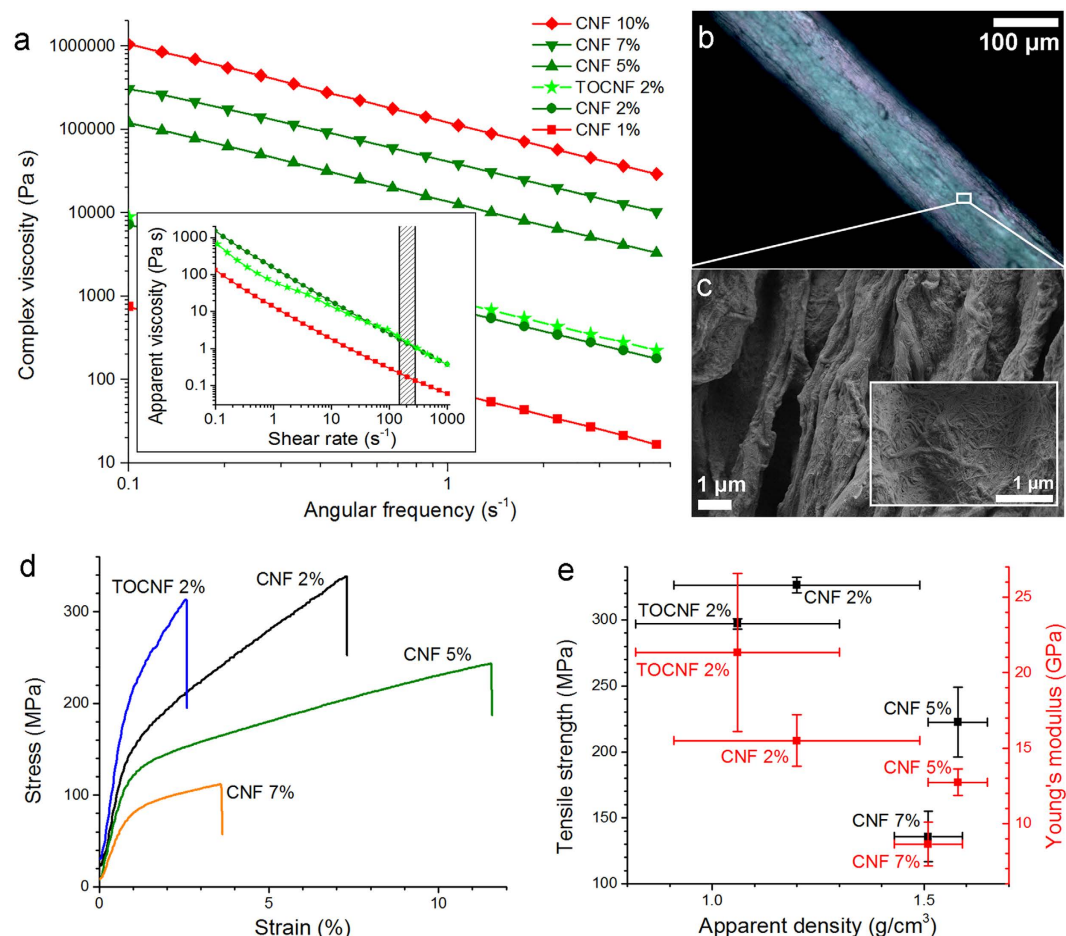 a
1000000
100000
10000
1000
100
10
Complex viscosity (Pa s)
0.1
1
Angular frequency (s⁻¹)
CNF 10%
CNF 7%
CNF 5%
TOCNF 2%
CNF 2%
CNF 1%
1000
100
10
1
0.1
Apparent viscosity (Pa s)
0.1
1
10
100
1000
Shear rate (s⁻¹)
b
100 µm
c
1 µm
1 µm
d
TOCNF 2%
CNF 2%
CNF 5%
CNF 7%
300
200
100
0
Stress (MPa)
0
5
10
Strain (%)
e
TOCNF 2%
CNF 2%
TOCNF 2%
CNF 2%
CNF 5%
CNF 5%
CNF 7%
CNF 7%
300
250
200
150
100
Tensile strength (MPa)
25
20
15
10
Young's modulus (GPa)
1.0
1.5
Apparent density (g/cm³)